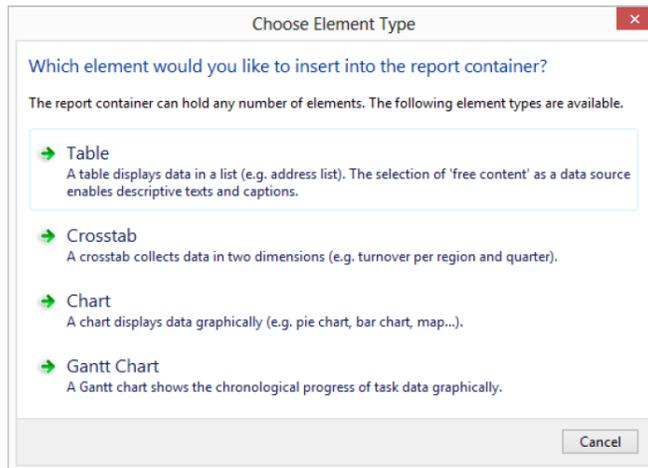 Choose Element Type
Which element would you like to insert into the report container?
The report container can hold any number of elements. The following element types are available.
Table
A table displays data in a list (e.g. address list). The selection of 'free content' as a data source
enables descriptive texts and captions.
Crosstab
A crosstab collects data in two dimensions (e.g. turnover per region and quarter).
Chart
A chart displays data graphically (e.g. pie chart, bar chart, map...).
Gantt Chart
A Gantt chart shows the chronological progress of task data graphically.
Cancel